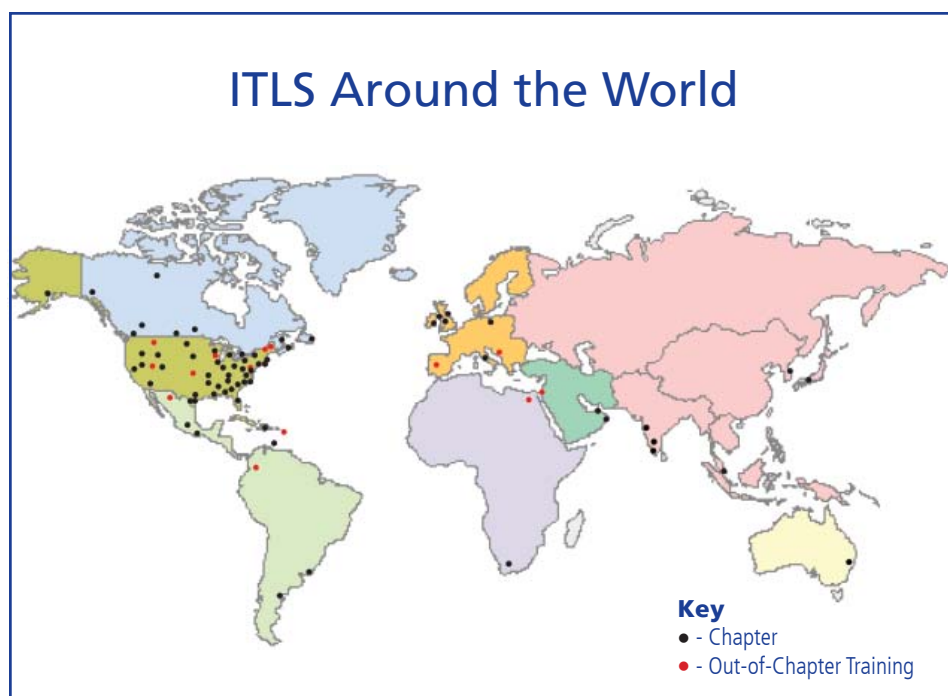 ITLS Around the World
Key
- Chapter
- Out-of-Chapter Training